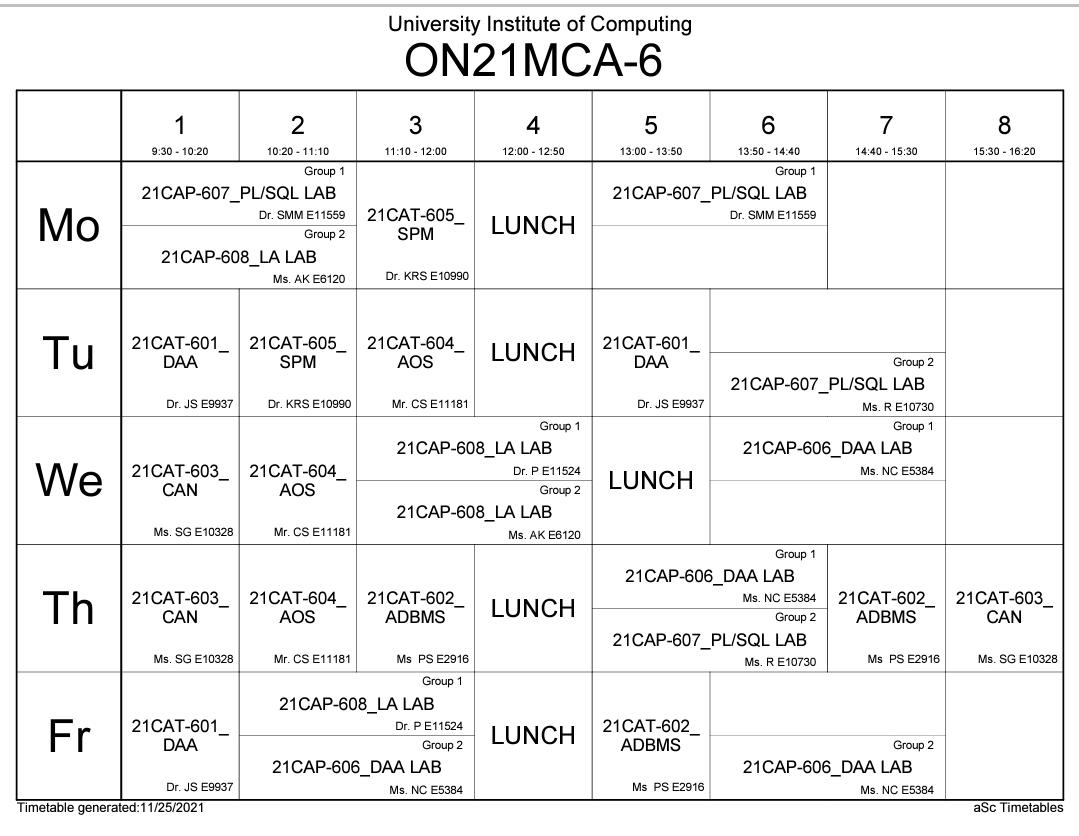 University Institute of Computing
ON21MCA-6
1
2
3
4
5
6
7
8
9:30 - 10:20
10:20 - 11:10
11:10 - 12:00
12:00 - 12:50
13:00 - 13:50
13:50 - 14:40
14:40 - 15:30
15:30 - 16:20
Mo
Group 1
21CAP-607_PL/SQL LAB
Dr. SMM E11559
Group 2
21CAP-608_LA LAB
Ms. AK E6120
21CAT-605_
SPM
Dr. KRS E10990
LUNCH
Group 1
21CAP-607_PL/SQL LAB
Dr. SMM E11559
Tu
21CAT-601_
DAA
Dr. JS E9937
21CAT-605_
SPM
Dr. KRS E10990
21CAT-604_
AOS
Mr. CS E11181
LUNCH
21CAT-601_
DAA
Dr. JS E9937
Group 2
21CAP-607_PL/SQL LAB
Ms. R E10730
We
21CAT-603_
CAN
Ms. SG E10328
21CAT-604_
AOS
Mr. CS E11181
Group 1
21CAP-608_LA LAB
Dr. P E11524
Group 2
21CAP-608_LA LAB
Ms. AK E6120
LUNCH
Group 1
21CAP-606_DAA LAB
Ms. NC E5384
Th
21CAT-603_
CAN
Ms. SG E10328
21CAT-604_
AOS
Mr. CS E11181
21CAT-602_
ADBMS
Ms  PS E2916
LUNCH
Group 1
21CAP-606_DAA LAB
Ms. NC E5384
Group 2
21CAP-607_PL/SQL LAB
Ms. R E10730
21CAT-602_
ADBMS
Ms  PS E2916
21CAT-603_
CAN
Ms. SG E10328
Fr
21CAT-601_
DAA
Dr. JS E9937
Group 1
21CAP-608_LA LAB
Dr. P E11524
Group 2
21CAP-606_DAA LAB
Ms. NC E5384
LUNCH
21CAT-602_
ADBMS
Ms  PS E2916
Group 2
21CAP-606_DAA LAB
Ms. NC E5384
Timetable generated:11/25/2021
aSc Timetables